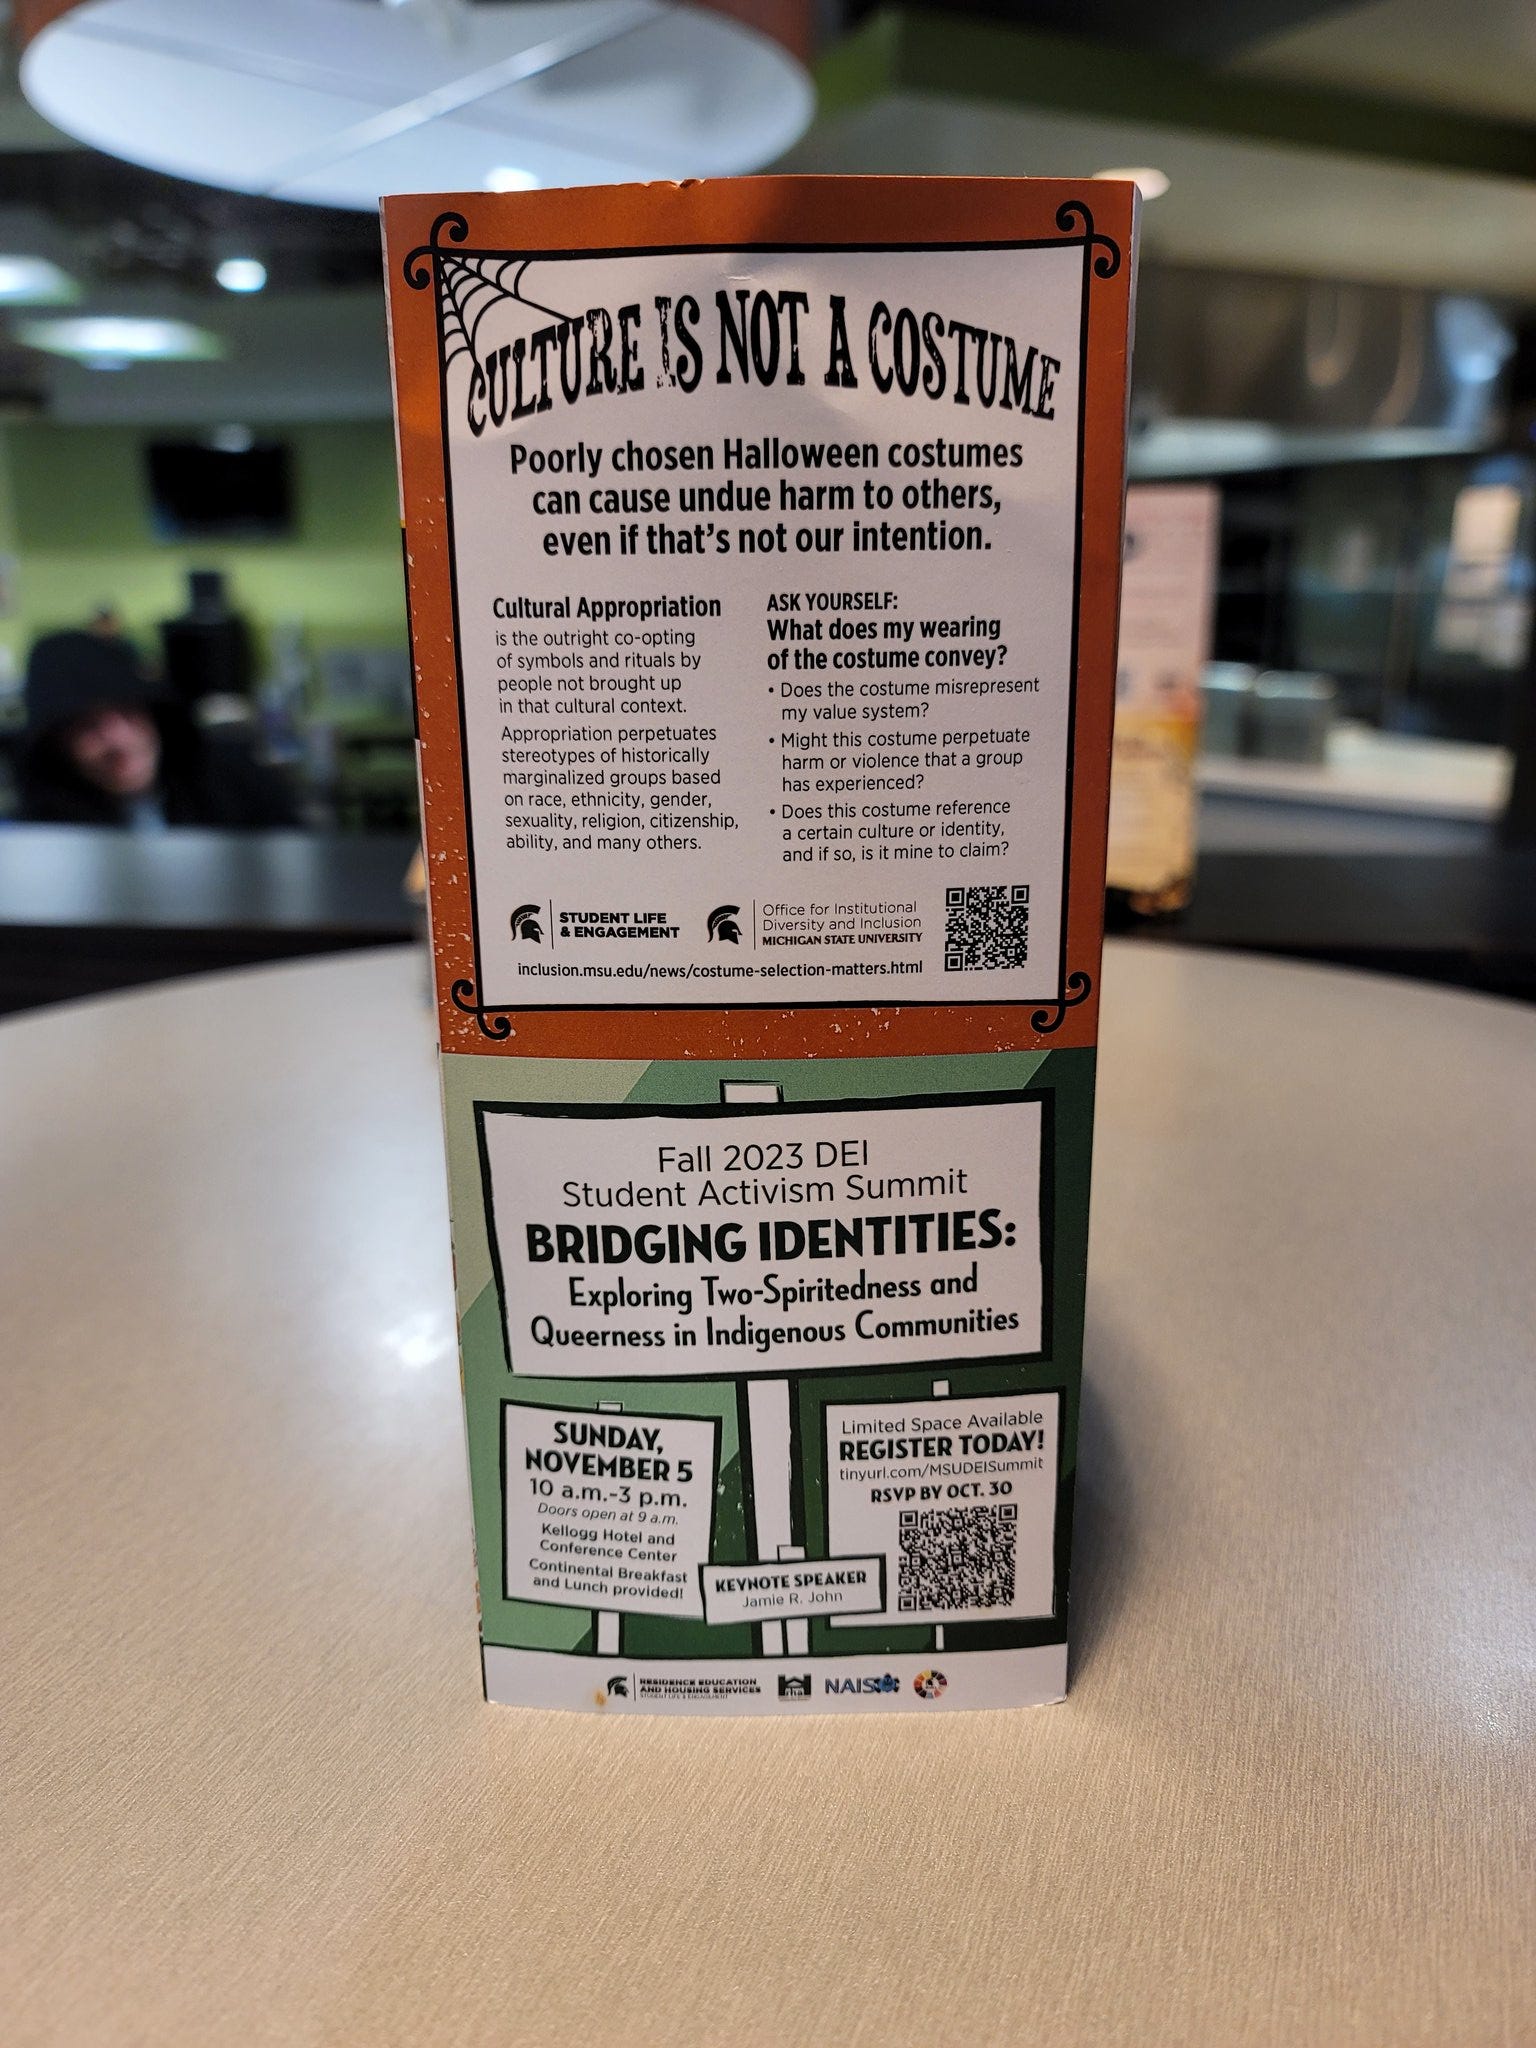 CULTURE IS NOT A COSTUME
Poorly chosen Halloween costumes
can cause undue harm to others,
even if that's not our intention.
Cultural Appropriation
is the outright co-opting
of symbols and rituals by
people not brought up
in that cultural context.
Appropriation perpetuates
stereotypes of historically
marginalized groups based
on race, ethnicity, gender,
sexuality, religion, citizenship,
ability, and many others.
ASK YOURSELF:
What does my wearing
of the costume convey?
• Does the costume misrepresent
my value system?
• Might this costume perpetuate
harm or violence that a group
has experienced?
• Does this costume reference
a certain culture or identity,
and if so, is it mine to claim?
STUDENT LIFE
& ENGAGEMENT
Office for Institutional
Diversity and Inclusion
MICHIGAN STATE UNIVERSITY
inclusion.msu.edu/news/costume-selection-matters.html
Fall 2023 DEI
Student Activism Summit
BRIDGING IDENTITIES:
Exploring Two-Spiritedness and
Queerness in Indigenous Communities
SUNDAY,
NOVEMBER 5
10 a.m.-3 p.m.
Doors open at 9 a.m.
Kellogg Hotel and
Conference Center
Continental Breakfast
and Lunch provided!
KEYNOTE SPEAKER
Jamie R. John
Limited Space Available
REGISTER TODAY!
tinyurl.com/MSUDEISummit
RSVP BY OCT. 30
RESIDENCE EDUCATION
AND HOUSING SERVICES
STUDENT LIFE & ENGAGEMENT
rha
NAISO